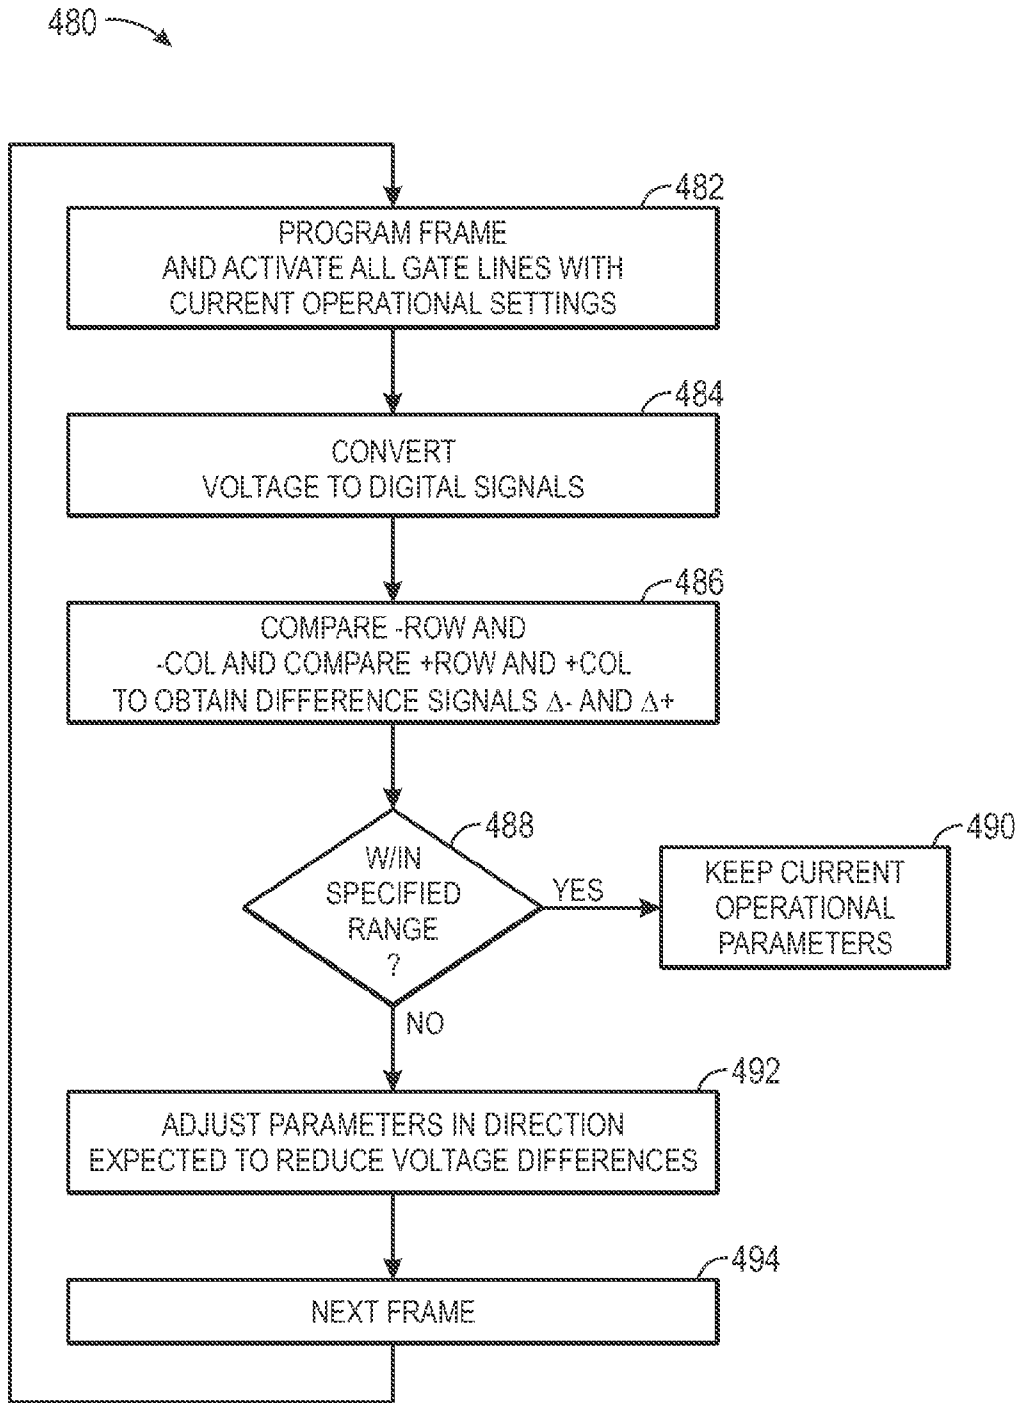 480
482
PROGRAM FRAME
AND ACTIVATE ALL GATE LINES WITH
CURRENT OPERATIONAL SETTINGS
484
CONVERT
VOLTAGE TO DIGITAL SIGNALS
486
COMPARE -ROW AND
-COL AND COMPARE +ROW AND +COL
TO OBTAIN DIFFERENCE SIGNALS Δ- AND Δ+
488
W/IN
SPECIFIED
RANGE
?
YES
490
KEEP CURRENT
OPERATIONAL
PARAMETERS
NO
492
ADJUST PARAMETERS IN DIRECTION
EXPECTED TO REDUCE VOLTAGE DIFFERENCES
494
NEXT FRAME